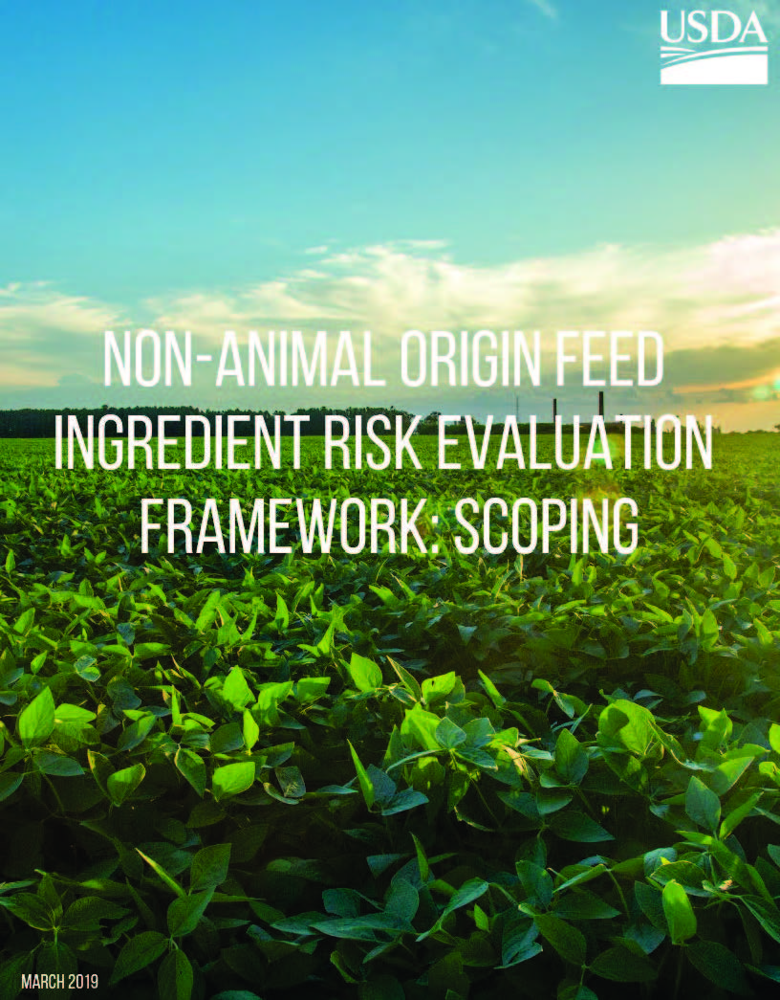 USDA
NON-ANIMAL ORIGIN FEED
INGREDIENT RISK EVALUATION
FRAMEWORK: SCOPING
MARCH 2019